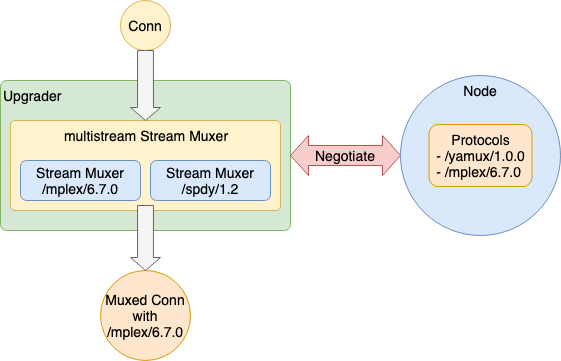 Conn
Upgrader
multistream Stream Muxer
Stream Muxer
/mplex/6.7.0
Stream Muxer
/spdy/1.2
Negotiate
Node
Protocols
- /yamux/1.0.0
- /mplex/6.7.0
Muxed Conn
with
/mplex/6.7.0